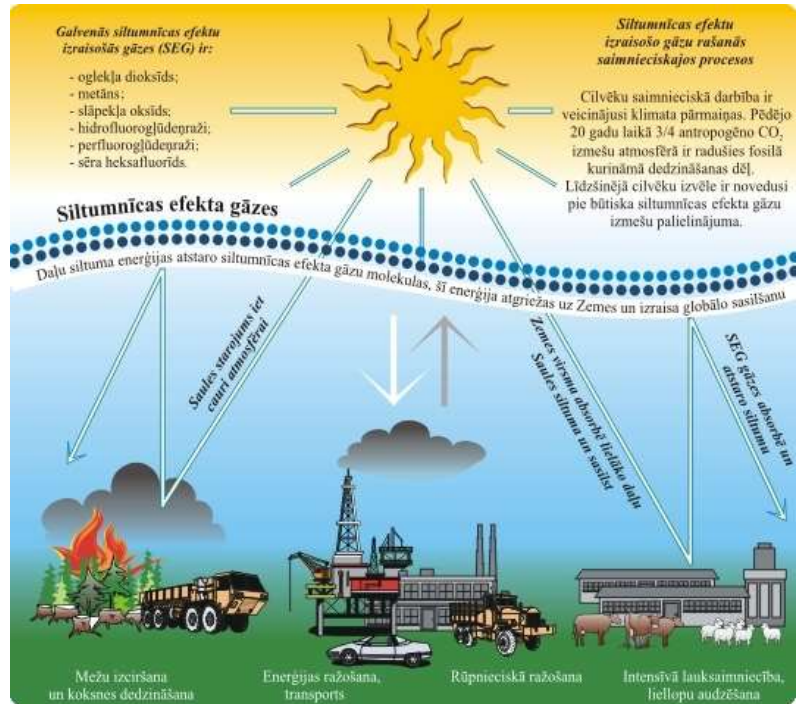 Galvenās siltumnīcas efektu
izraisošās gāzes (SEG) ir:
- oglekļa dioksīds;
- metāns;
- slāpekļa oksīds;
- hidrofluorogļūdeņraži;
- perfluorogļūdeņraži;
- sēra heksafluorīds.
Siltumnīcas efektu
izraisošo gāzu rašanās
saimnieciskajos procesos
Cilvēku saimnieciskā darbība ir
veicinājusi klimata pārmaiņas. Pēdējo
20 gadu laikā 3/4 antropogēno CO₂
izmešu atmosfērā ir radušies fosilā
kurināmā dedzināšanas dēļ.
Līdzšinējā cilvēku izvēle ir novedusi
pie būtiska siltumnīcas efekta gāzu
izmešu palielinājuma.
Siltumnīcas efekta gāzes
Daļu siltuma enerģijas atstaro siltumnīcas efekta gāzu molekulas, šī enerģija atgriežas uz Zemes un izraisa globālo sasilšanu
Saules starojums iet
cauri atmosfērai
Zemes virsma absorbē lielāko daļu
Saules siltuma un sasilst
SEG gāzes absorbē un
atstaro siltumu
Mežu izciršana
un koksnes dedzināšana
Enerģijas ražošana,
transports
Rūpnieciskā ražošana
Intensīvā lauksaimniecība,
liellopu audzēšana